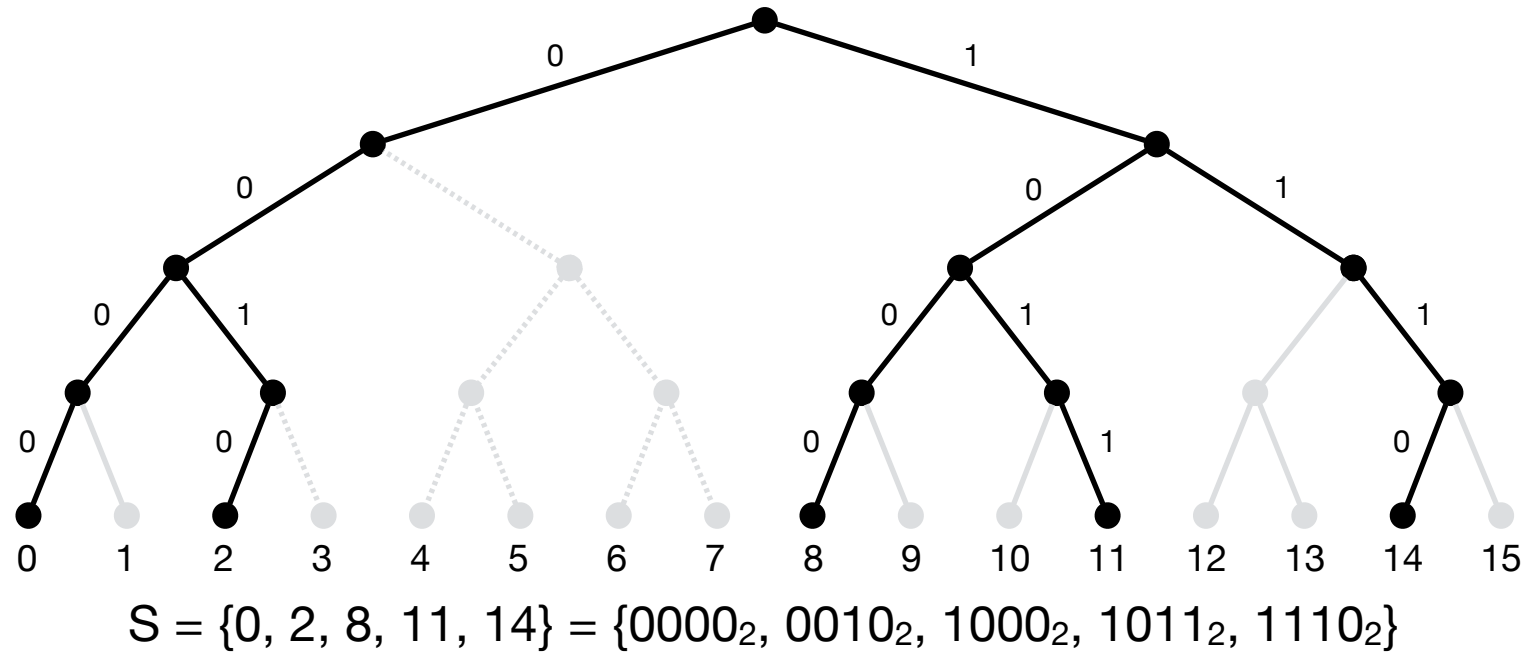 0 1
0 0 1
0 1 0 1 1
0 0 0 1 0
0 1 2 3 4 5 6 7 8 9 10 11 12 13 14 15
S = {0, 2, 8, 11, 14} = {0000₂, 0010₂, 1000₂, 1011₂, 1110₂}